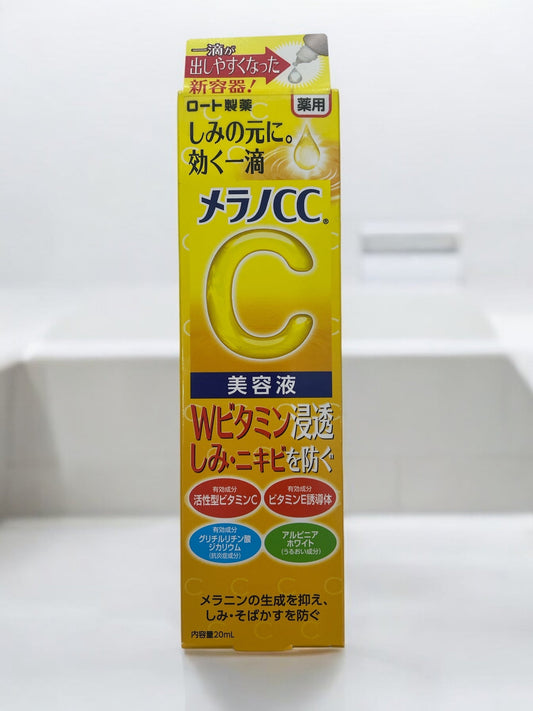 一滴が
出しやすくなった
新容器!
ロート製薬
薬用
しみの元に。
効く一滴
メラノCC®
C
美容液
Wビタミン浸透
しみ・ニキビを防ぐ
有効成分
活性型ビタミンC
有効成分
ビタミンE誘導体
有効成分
グリチルリチン酸
ジカリウム
(抗炎症成分)
アルピニア
ホワイト
(うるおい成分)
メラニンの生成を抑え、
しみ・そばかすを防ぐ
内容量20mL